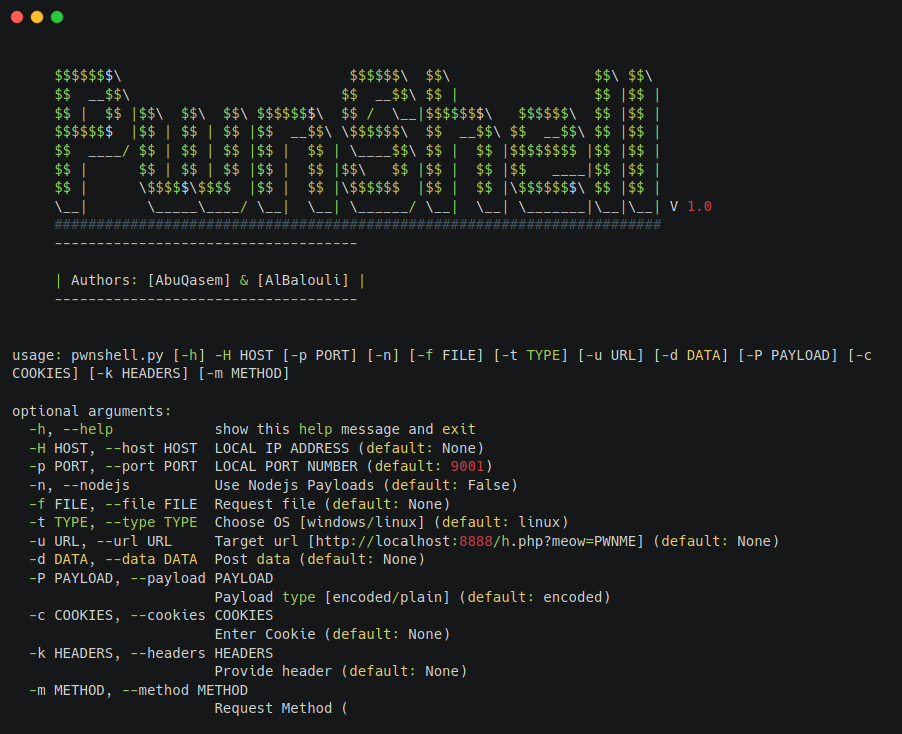 $$$$$$$\                           $$$$$$\  $$\                 $$\ $$\
$$  __$$\                         $$  __$$\ $$ |                $$ |$$ |
$$ |  $$ |$$\  $$\  $$\ $$$$$$$\  $$ /  \__|$$$$$$$\   $$$$$$\  $$ |$$ |
$$$$$$$  |$$ | $$ | $$ |$$  __$$\ \$$$$$$\  $$  __$$\ $$  __$$\ $$ |$$ |
$$  ____/ $$ | $$ | $$ |$$ |  $$ | \____$$\ $$ |  $$ |$$$$$$$$ |$$ |$$ |
$$ |      $$ | $$ | $$ |$$ |  $$ |$$\   $$ |$$ |  $$ |$$   ____|$$ |$$ |
$$ |      \$$$$$\$$$$  |$$ |  $$ |\$$$$$$  |$$ |  $$ |\$$$$$$$\ $$ |$$ |
\__|       \_____\____/ \__|  \__| \______/ \__|  \__| \_______|\__|\__| V 1.0
########################################################################
------------------------------------
| Authors: [AbuQasem] & [AlBalouli] |
------------------------------------
usage: pwnshell.py [-h] -H HOST [-p PORT] [-n] [-f FILE] [-t TYPE] [-u URL] [-d DATA] [-P PAYLOAD] [-c
COOKIES] [-k HEADERS] [-m METHOD]
optional arguments:
  -h, --help            show this help message and exit
  -H HOST, --host HOST  LOCAL IP ADDRESS (default: None)
  -p PORT, --port PORT  LOCAL PORT NUMBER (default: 9001)
  -n, --nodejs          Use Nodejs Payloads (default: False)
  -f FILE, --file FILE  Request file (default: None)
  -t TYPE, --type TYPE  Choose OS [windows/linux] (default: linux)
  -u URL, --url URL     Target url [http://localhost:8888/h.php?meow=PWNME] (default: None)
  -d DATA, --data DATA  Post data (default: None)
  -P PAYLOAD, --payload PAYLOAD
                        Payload type [encoded/plain] (default: encoded)
  -c COOKIES, --cookies COOKIES
                        Enter Cookie (default: None)
  -k HEADERS, --headers HEADERS
                        Provide header (default: None)
  -m METHOD, --method METHOD
                        Request Method (